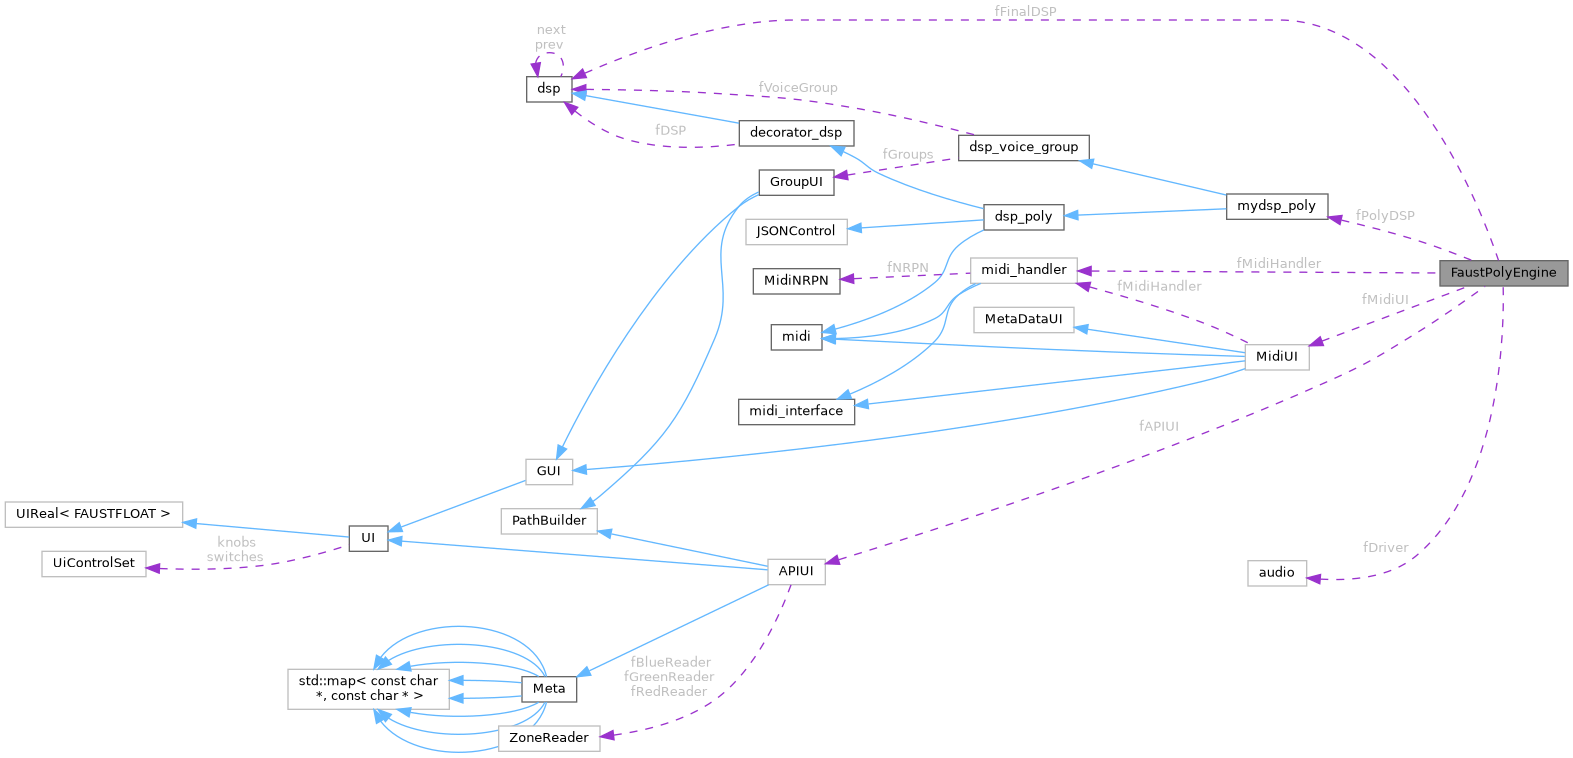 fFinalDSP
next
prev
dsp
fVoiceGroup
fDSP
decorator_dsp
dsp_voice_group
fGroups
GroupUI
mydsp_poly
fPolyDSP
dsp_poly
JSONControl
fMidiHandler
midi_handler
fNRPN
FaustPolyEngine
MidiNRPN
fMidiHandler
fMidiUI
MetaDataUI
midi
MidiUI
midi_interface
fAPIUI
GUI
UIReal< FAUSTFLOAT >
PathBuilder
UI
knobs
switches
fDriver
UiControlSet
APIUI
audio
fBlueReader
fGreenReader
fRedReader
std::map< const char
*, const char * >
Meta
ZoneReader